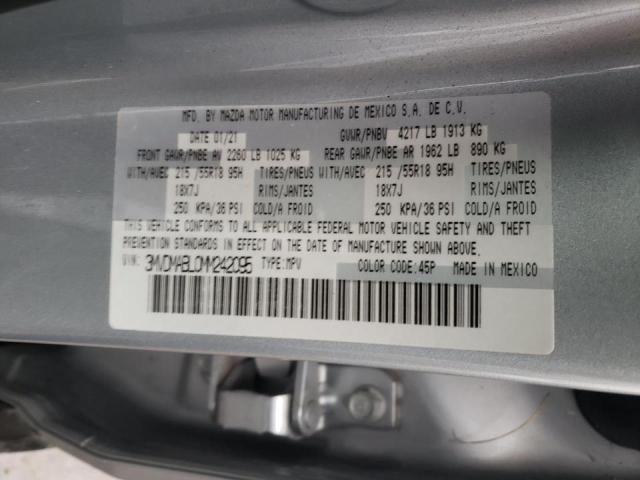 MFD. BY MAZDA MOTOR MANUFACTURING DE MEXICO S.A. DE C.V.
DATE 01/21 GVWR/PNBV 4217 LB 1913 KG
FRONT GAWR/PNBE AV 2260 LB 1025 KG REAR GAWR/PNBE AR 1962 LB 890 KG
WITH/AVEC 215 /55R18 95H TIRES/PNEUS WITH/AVEC 215 /55R18 95H TIRES/PNEUS
18X7J RIMS/JANTES 18X7J RIMS/JANTES
250 KPA/36 PSI COLD/A FROID 250 KPA/36 PSI COLD/A FROID
THIS VEHICLE CONFORMS TO ALL APPLICABLE FEDERAL MOTOR VEHICLE SAFETY AND THEFT
PREVENTION STANDARDS IN EFFECT ON THE DATE OF MANUFACTURE SHOWN ABOVE.
VIN: 3MVDMABL0MM242095 TYPE:MPV COLOR CODE:45P MADE IN MEXICO